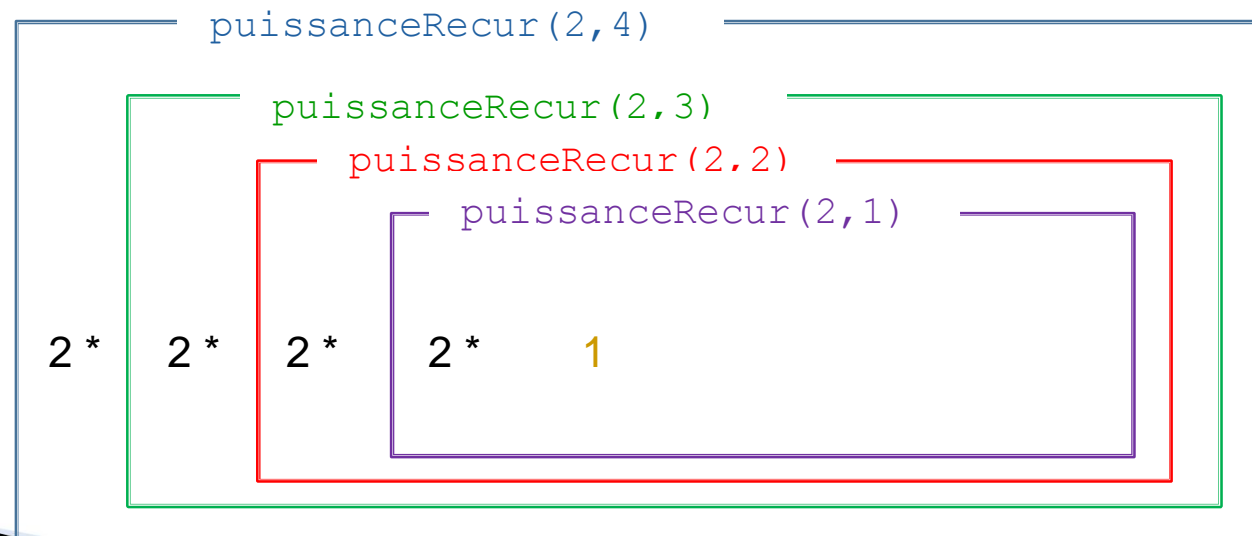 puissanceRecur(2,4)
puissanceRecur(2,3)
puissanceRecur(2,2)
puissanceRecur(2,1)
2 * 2 * 2 * 2 * 1